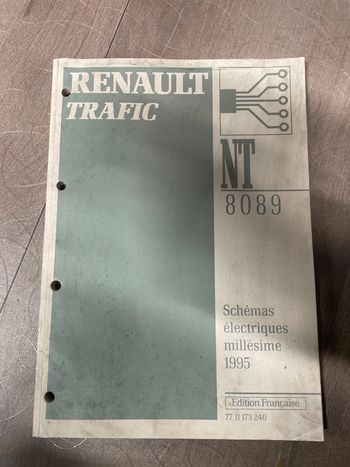 RENAULT
TRAFIC
NT
8089
Schémas
électriques
millésime
1995
Edition Française
77 11 173 240